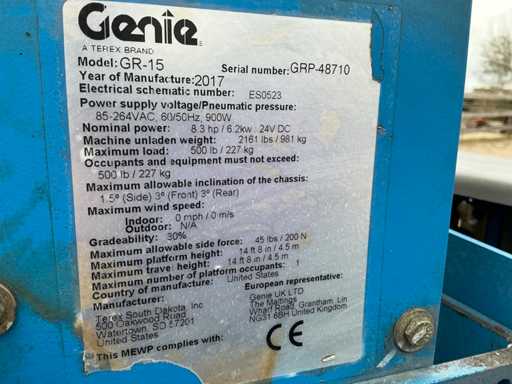 Genie
A TEREX BRAND
Model: GR-15 Serial number: GRP-48710
Year of Manufacture: 2017
Electrical schematic number: ES0523
Power supply voltage/Pneumatic pressure:
85-264VAC, 60/50Hz, 900W
Nominal power: 8.3 hp / 6.2kw, 24V DC
Machine unladen weight: 2161 lbs / 981 kg
Maximum load: 500 lb / 227 kg
Occupants and equipment must not exceed:
500 lb / 227 kg
Maximum allowable inclination of the chassis:
1.5° (Side) 3° (Front) 3° (Rear)
Maximum wind speed:
Indoor: 0 mph / 0 m/s
Outdoor: N/A
Gradeability: 30%
Maximum allowable side force: 45 lbs / 200 N
Maximum platform height: 14 ft 8 in / 4.5 m
Maximum travel height: 14 ft 8 in / 4.5 m
Maximum number of platform occupants: 1
Country of manufacture: United States
Manufacturer: European representative:
Terex South Dakota, Inc Genie UK LTD
500 Oakwood Road The Maltings
Watertown, SD 57201 Wharf Road, Grantham, Lin
United States NG31 6BH United Kingdom
This MEWP complies with: CE